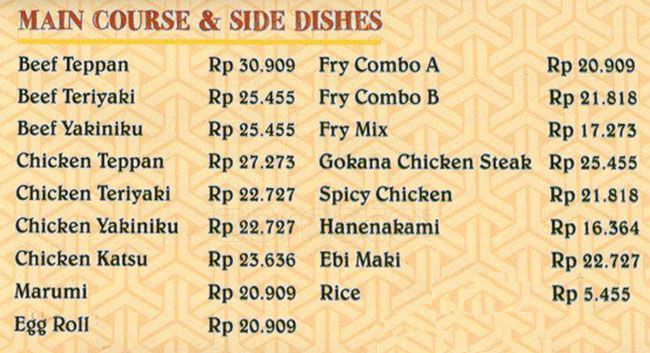 MAIN COURSE & SIDE DISHES
Beef Teppan Rp 30.909
Beef Teriyaki Rp 25.455
Beef Yakiniku Rp 25.455
Chicken Teppan Rp 27.273
Chicken Teriyaki Rp 22.727
Chicken Yakiniku Rp 22.727
Chicken Katsu Rp 23.636
Marumi Rp 20.909
Egg Roll Rp 20.909
Fry Combo A Rp 20.909
Fry Combo B Rp 21.818
Fry Mix Rp 17.273
Gokana Chicken Steak Rp 25.455
Spicy Chicken Rp 21.818
Hanenakami Rp 16.364
Ebi Maki Rp 22.727
Rice Rp 5.455